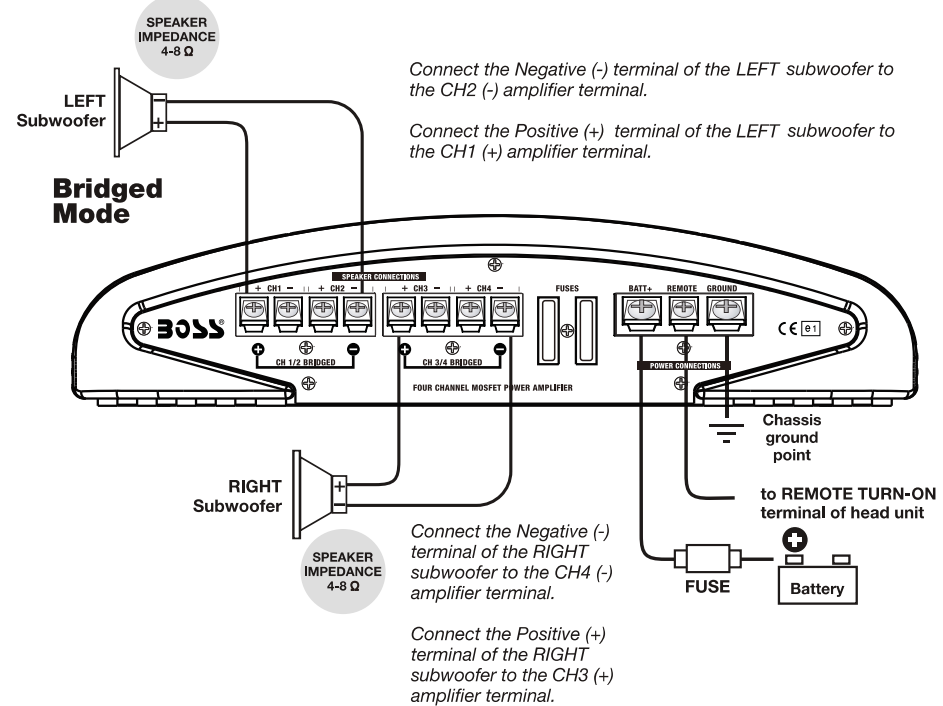 SPEAKER
IMPEDANCE
4-8 Ω
LEFT
Subwoofer
−
+
Connect the Negative (-) terminal of the LEFT subwoofer to
the CH2 (-) amplifier terminal.
Connect the Positive (+) terminal of the LEFT subwoofer to
the CH1 (+) amplifier terminal.
Bridged
Mode
SPEAKER CONNECTIONS
+ CH1 − + CH2 − + CH3 − + CH4 −
FUSES
BATT+ REMOTE GROUND
BOSS®
CE e1
+ CH 1/2 BRIDGED −
+ CH 3/4 BRIDGED −
POWER CONNECTIONS
FOUR CHANNEL MOSFET POWER AMPLIFIER
Chassis
ground
point
RIGHT
Subwoofer
+
−
to REMOTE TURN-ON
terminal of head unit
SPEAKER
IMPEDANCE
4-8 Ω
Connect the Negative (-)
terminal of the RIGHT
subwoofer to the CH4 (-)
amplifier terminal.
Connect the Positive (+)
terminal of the RIGHT
subwoofer to the CH3 (+)
amplifier terminal.
FUSE
+
Battery